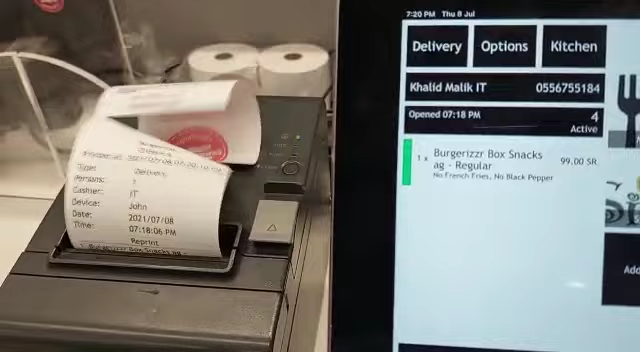 Type:
Persons: 1
Cashier: IT
Device: John
Date: 2021/07/08
Time: 07:18:06 PM
Reprint
7:20 PM Thu 8 Jul
Delivery Options Kitchen
Khalid Malik IT 0556755184
Opened 07:18 PM 4
Active
1 x Burgerizzr Box Snacks 99.00 SR
ag - Regular
No French Fries, No Black Pepper
Add